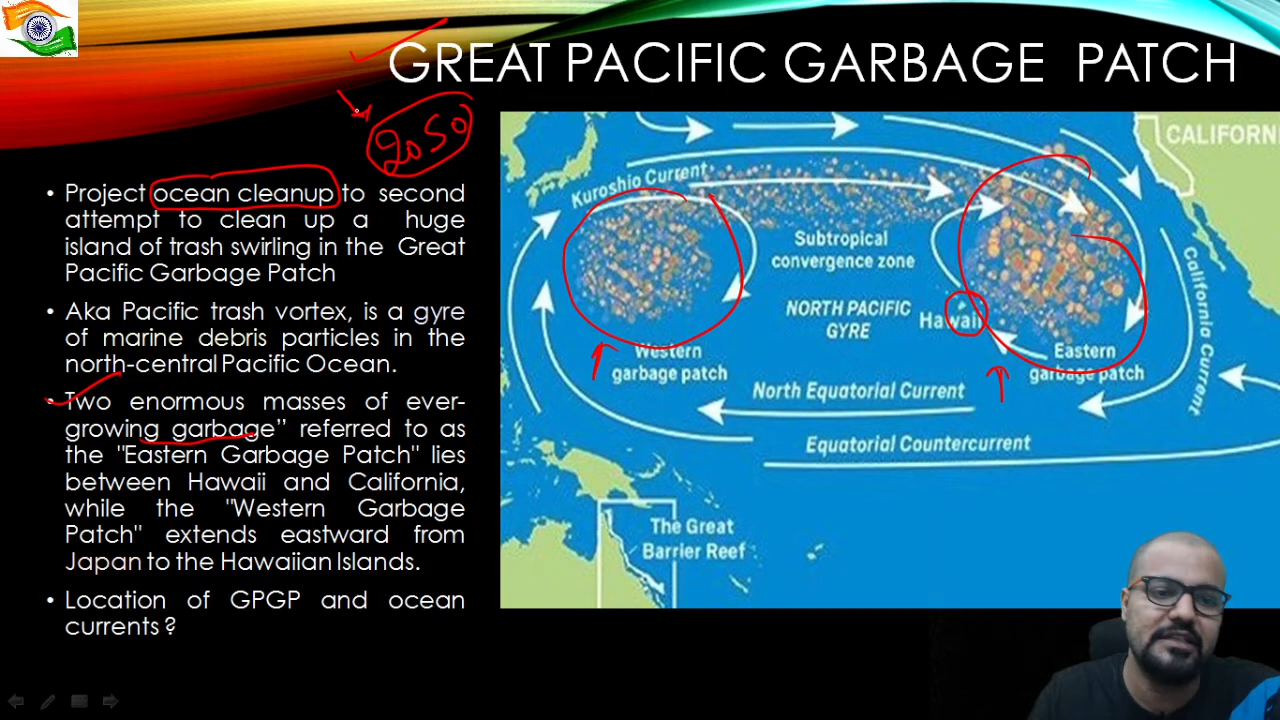 GREAT PACIFIC GARBAGE PATCH
2050
• Project ocean cleanup to second
attempt to clean up a huge
island of trash swirling in the Great
Pacific Garbage Patch
• Aka Pacific trash vortex, is a gyre
of marine debris particles in the
north-central Pacific Ocean.
• Two enormous masses of ever-
growing garbage” referred to as
the "Eastern Garbage Patch" lies
between Hawaii and California,
while the "Western Garbage
Patch" extends eastward from
Japan to the Hawaiian Islands.
• Location of GPGP and ocean
currents ?
CALIFORN
Kuroshio Current
Subtropical
convergence zone
NORTH PACIFIC
GYRE
Hawaii
California Current
Western
garbage patch
Eastern
garbage patch
North Equatorial Current
Equatorial Countercurrent
The Great
Barrier Reef